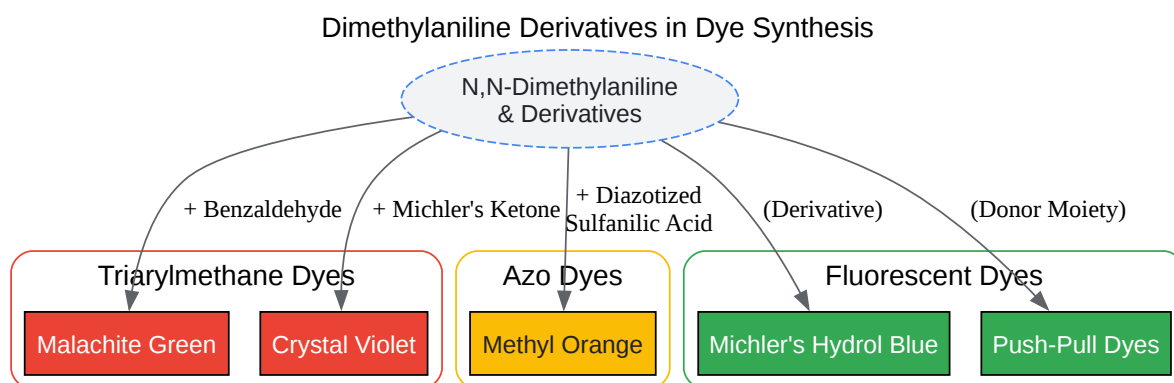 Dimethylaniline Derivatives in Dye Synthesis
N,N-Dimethylaniline
& Derivatives
+ Benzaldehyde
+ Michler's Ketone
+ Diazotized
Sulfanilic Acid
(Derivative)
(Donor Moiety)
Triarylmethane Dyes
Azo Dyes
Fluorescent Dyes
Malachite Green
Crystal Violet
Methyl Orange
Michler's Hydrol Blue
Push-Pull Dyes